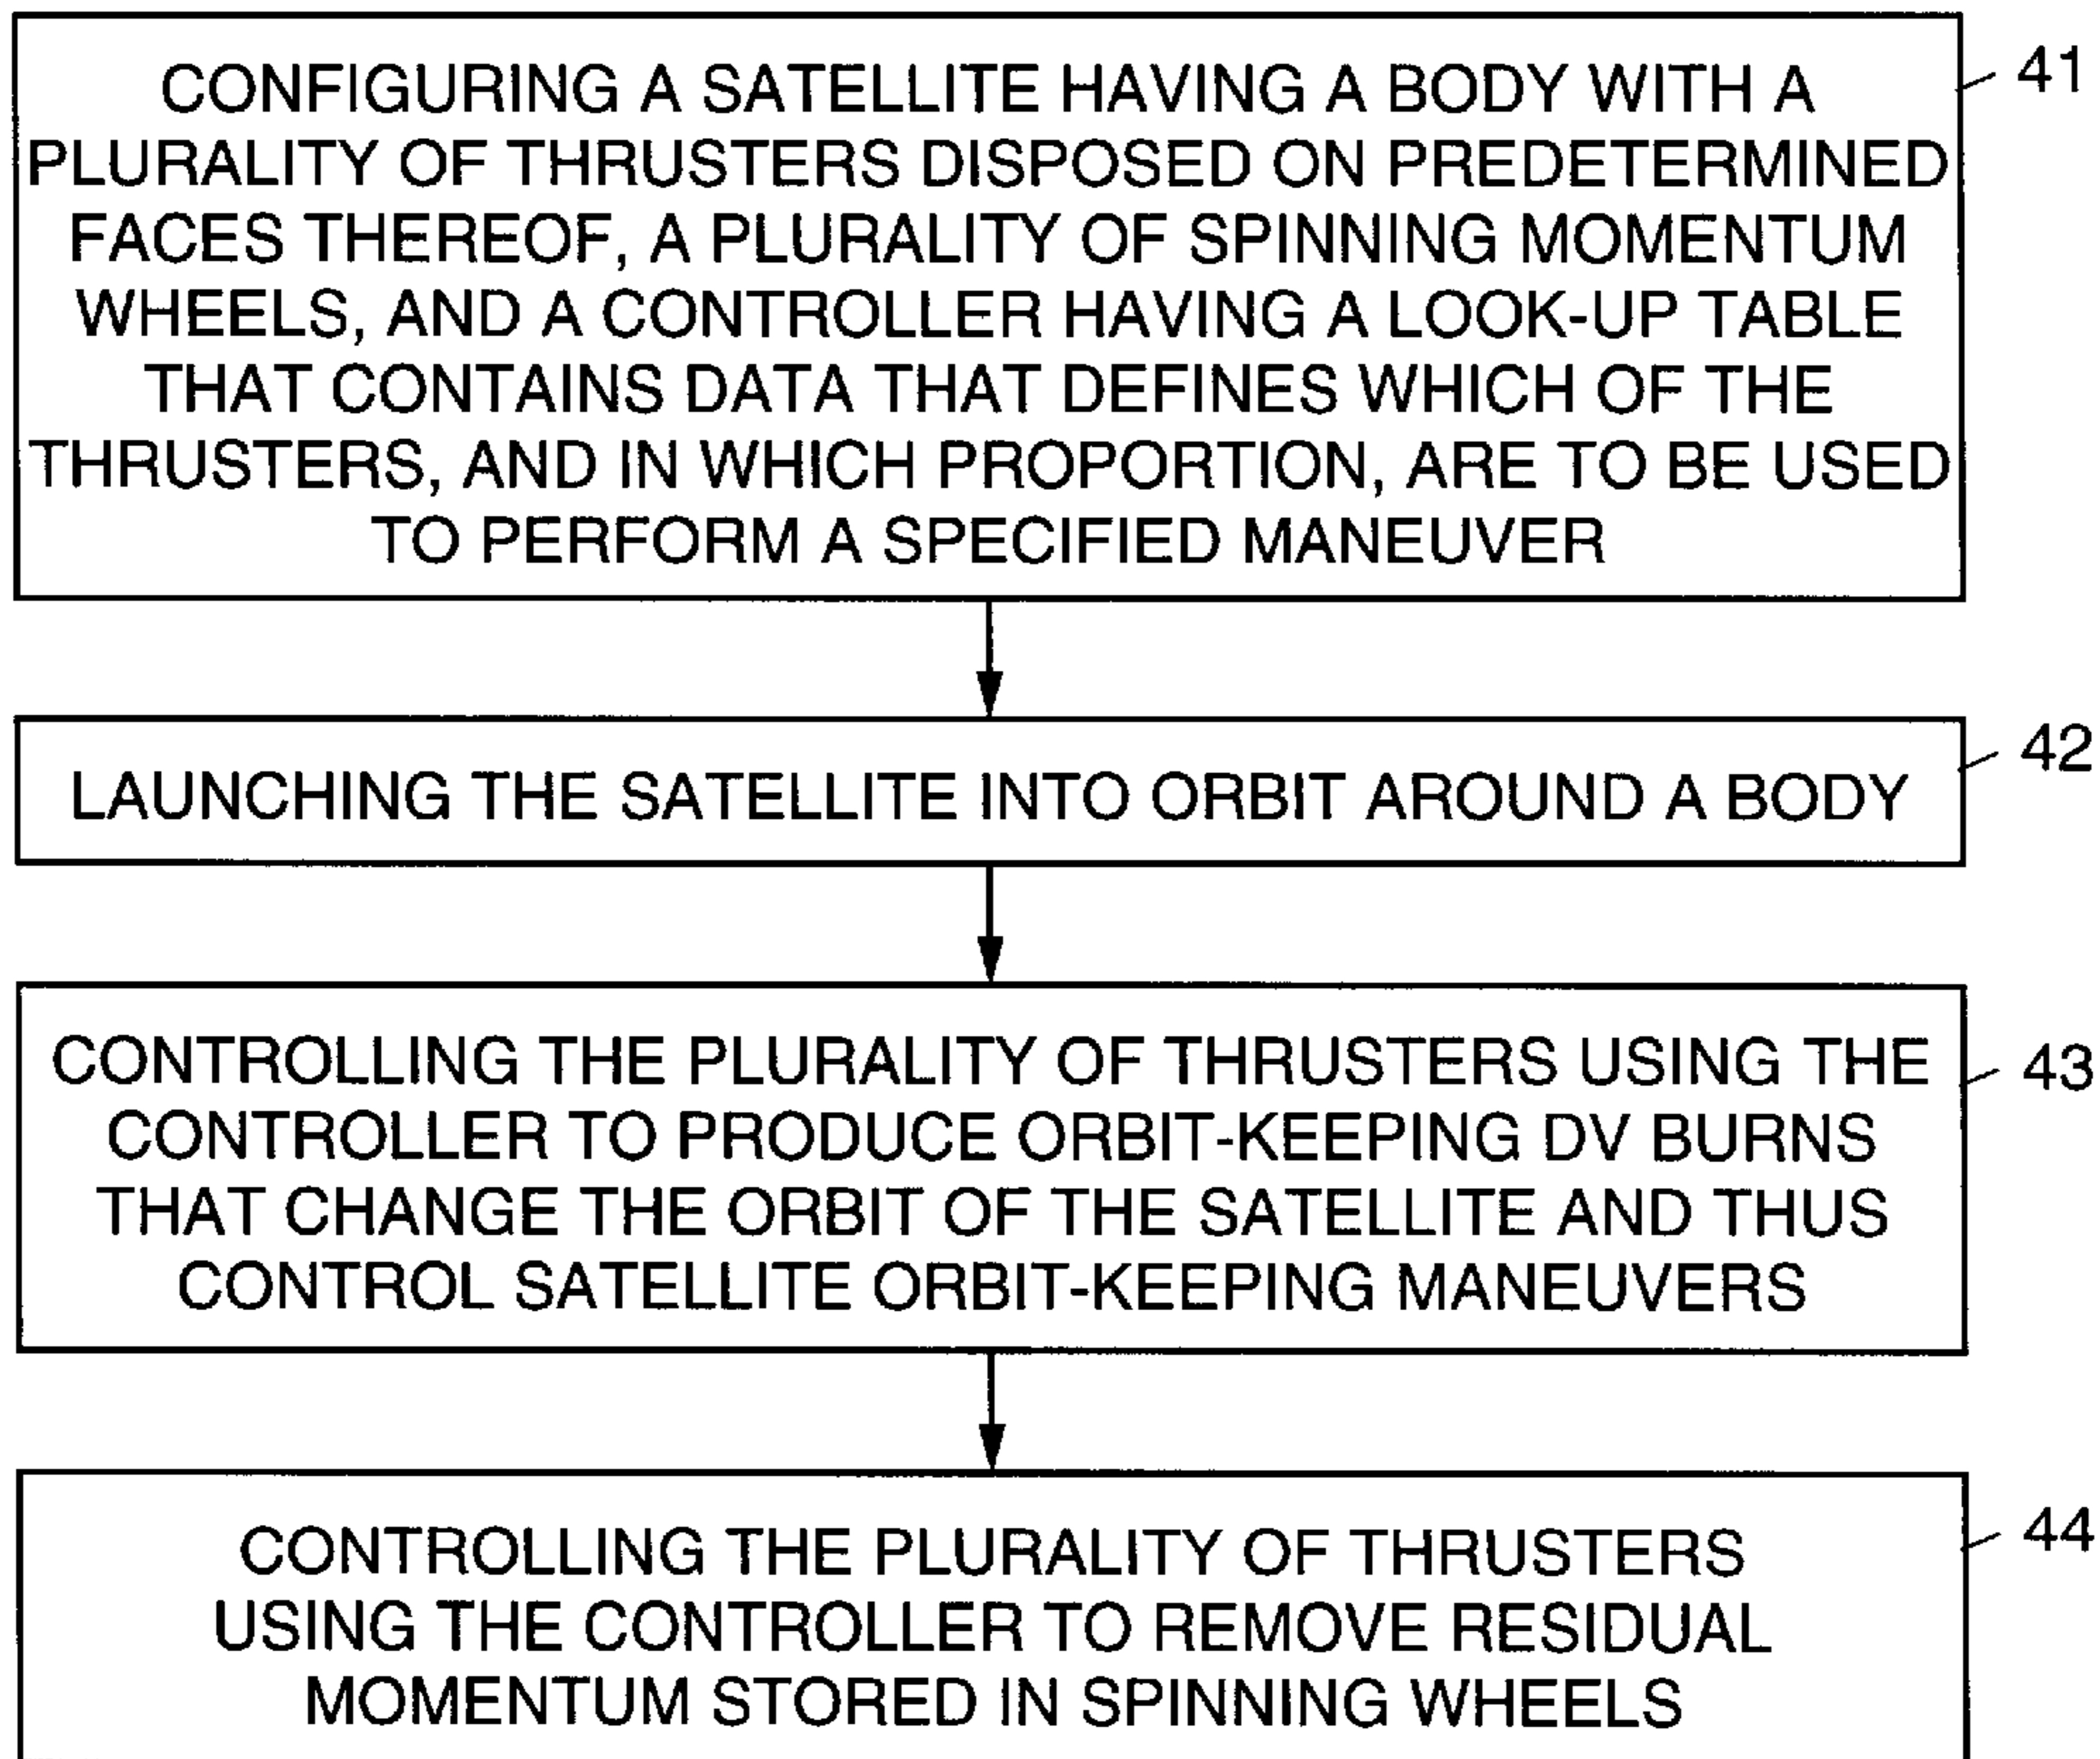 CONFIGURING A SATELLITE HAVING A BODY WITH A
PLURALITY OF THRUSTERS DISPOSED ON PREDETERMINED
FACES THEREOF, A PLURALITY OF SPINNING MOMENTUM
WHEELS, AND A CONTROLLER HAVING A LOOK-UP TABLE
THAT CONTAINS DATA THAT DEFINES WHICH OF THE
THRUSTERS, AND IN WHICH PROPORTION, ARE TO BE USED
TO PERFORM A SPECIFIED MANEUVER
41
LAUNCHING THE SATELLITE INTO ORBIT AROUND A BODY
42
CONTROLLING THE PLURALITY OF THRUSTERS USING THE
CONTROLLER TO PRODUCE ORBIT-KEEPING DV BURNS
THAT CHANGE THE ORBIT OF THE SATELLITE AND THUS
CONTROL SATELLITE ORBIT-KEEPING MANEUVERS
43
CONTROLLING THE PLURALITY OF THRUSTERS
USING THE CONTROLLER TO REMOVE RESIDUAL
MOMENTUM STORED IN SPINNING WHEELS
44